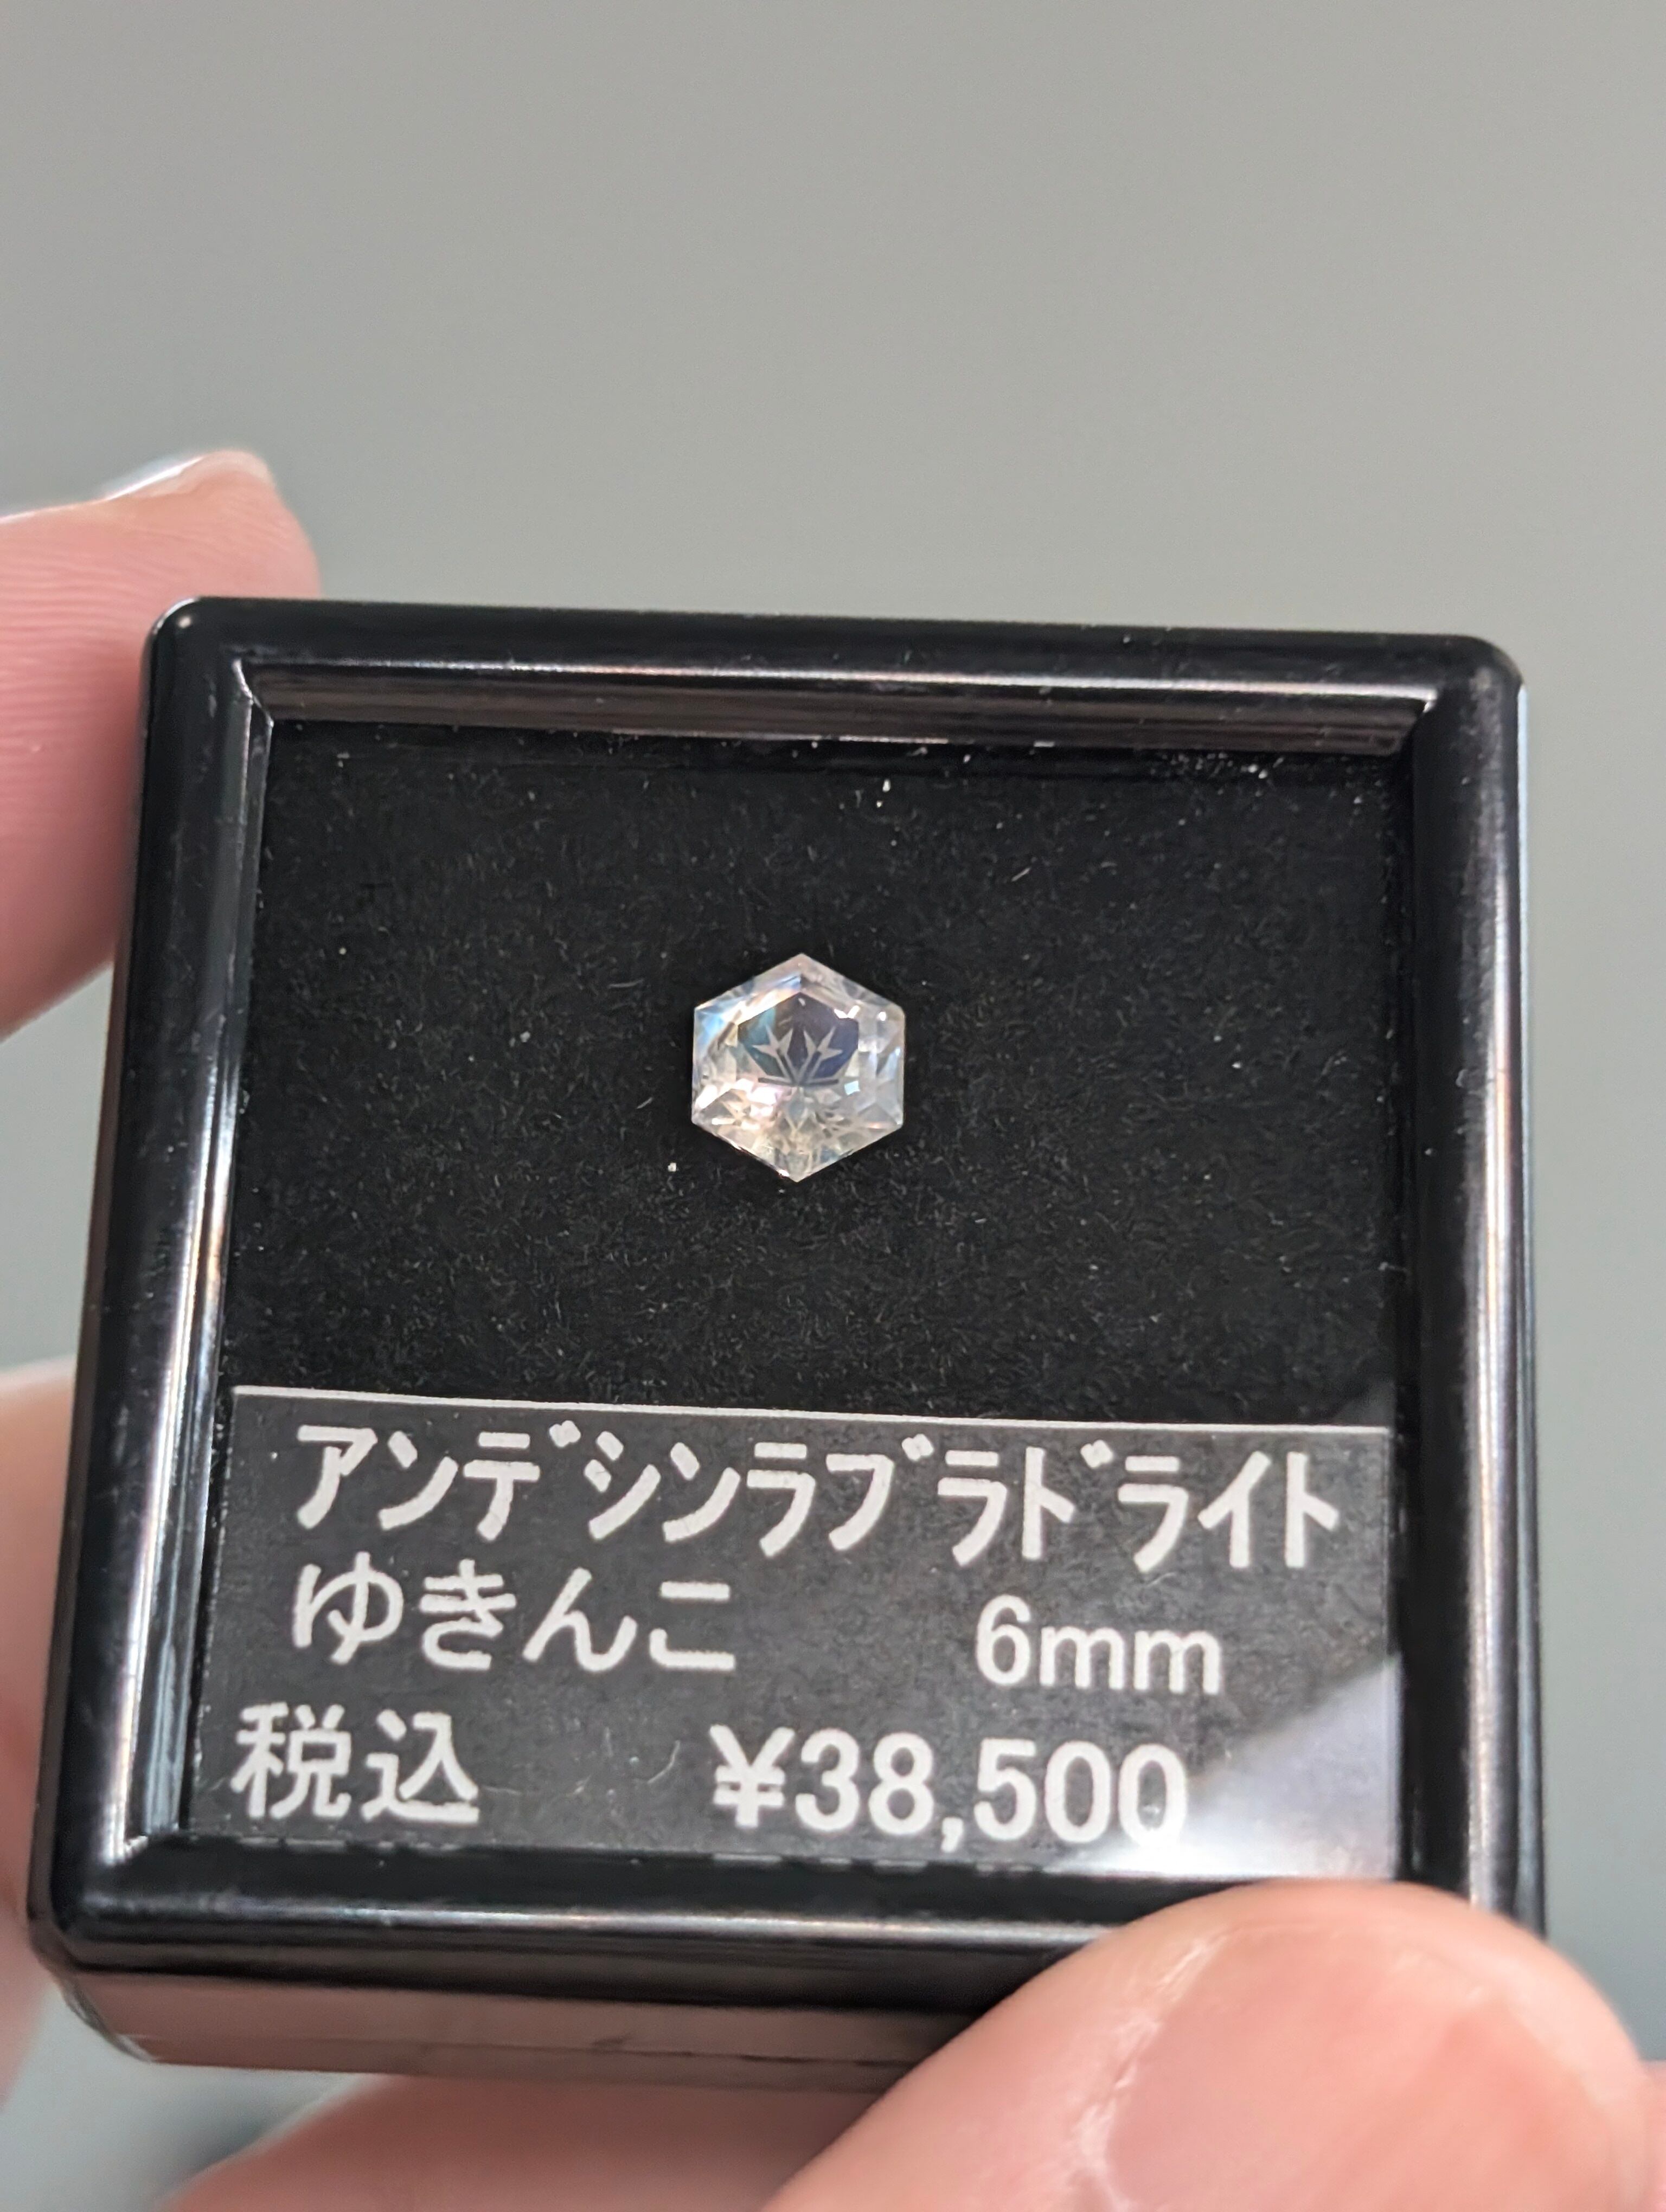 アンデシンラブラドライト
ゆきんこ 6mm
税込 ¥38,500